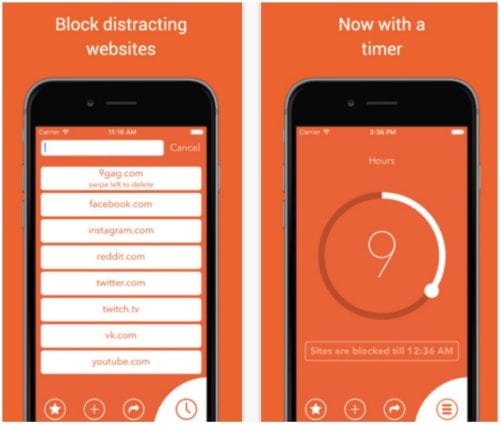 Block distracting
websites
Carrier
11:16 AM
Cancel
9gag.com
swipe left to delete
facebook.com
instagram.com
reddit.com
twitter.com
twitch.tv
vk.com
youtube.com
Now with a
timer
Carrier
3:36 PM
Hours
9
Sites are blocked till 12:36 AM